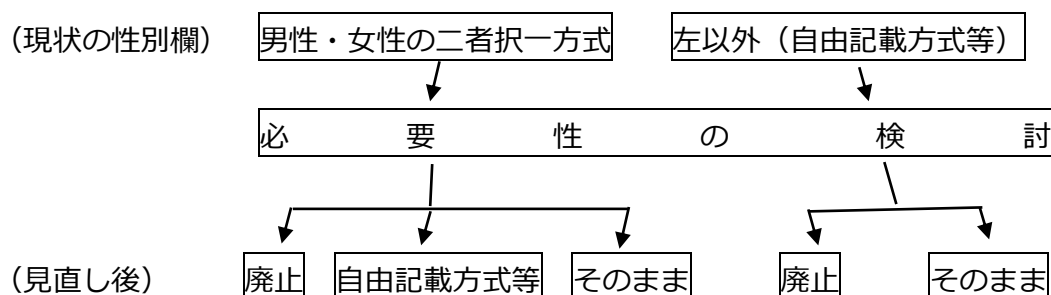 （現状の性別欄） 男性・女性の二者択一方式 左以外（自由記載方式等）
必要性の検討
（見直し後） 廃止 自由記載方式等 そのまま 廃止 そのまま